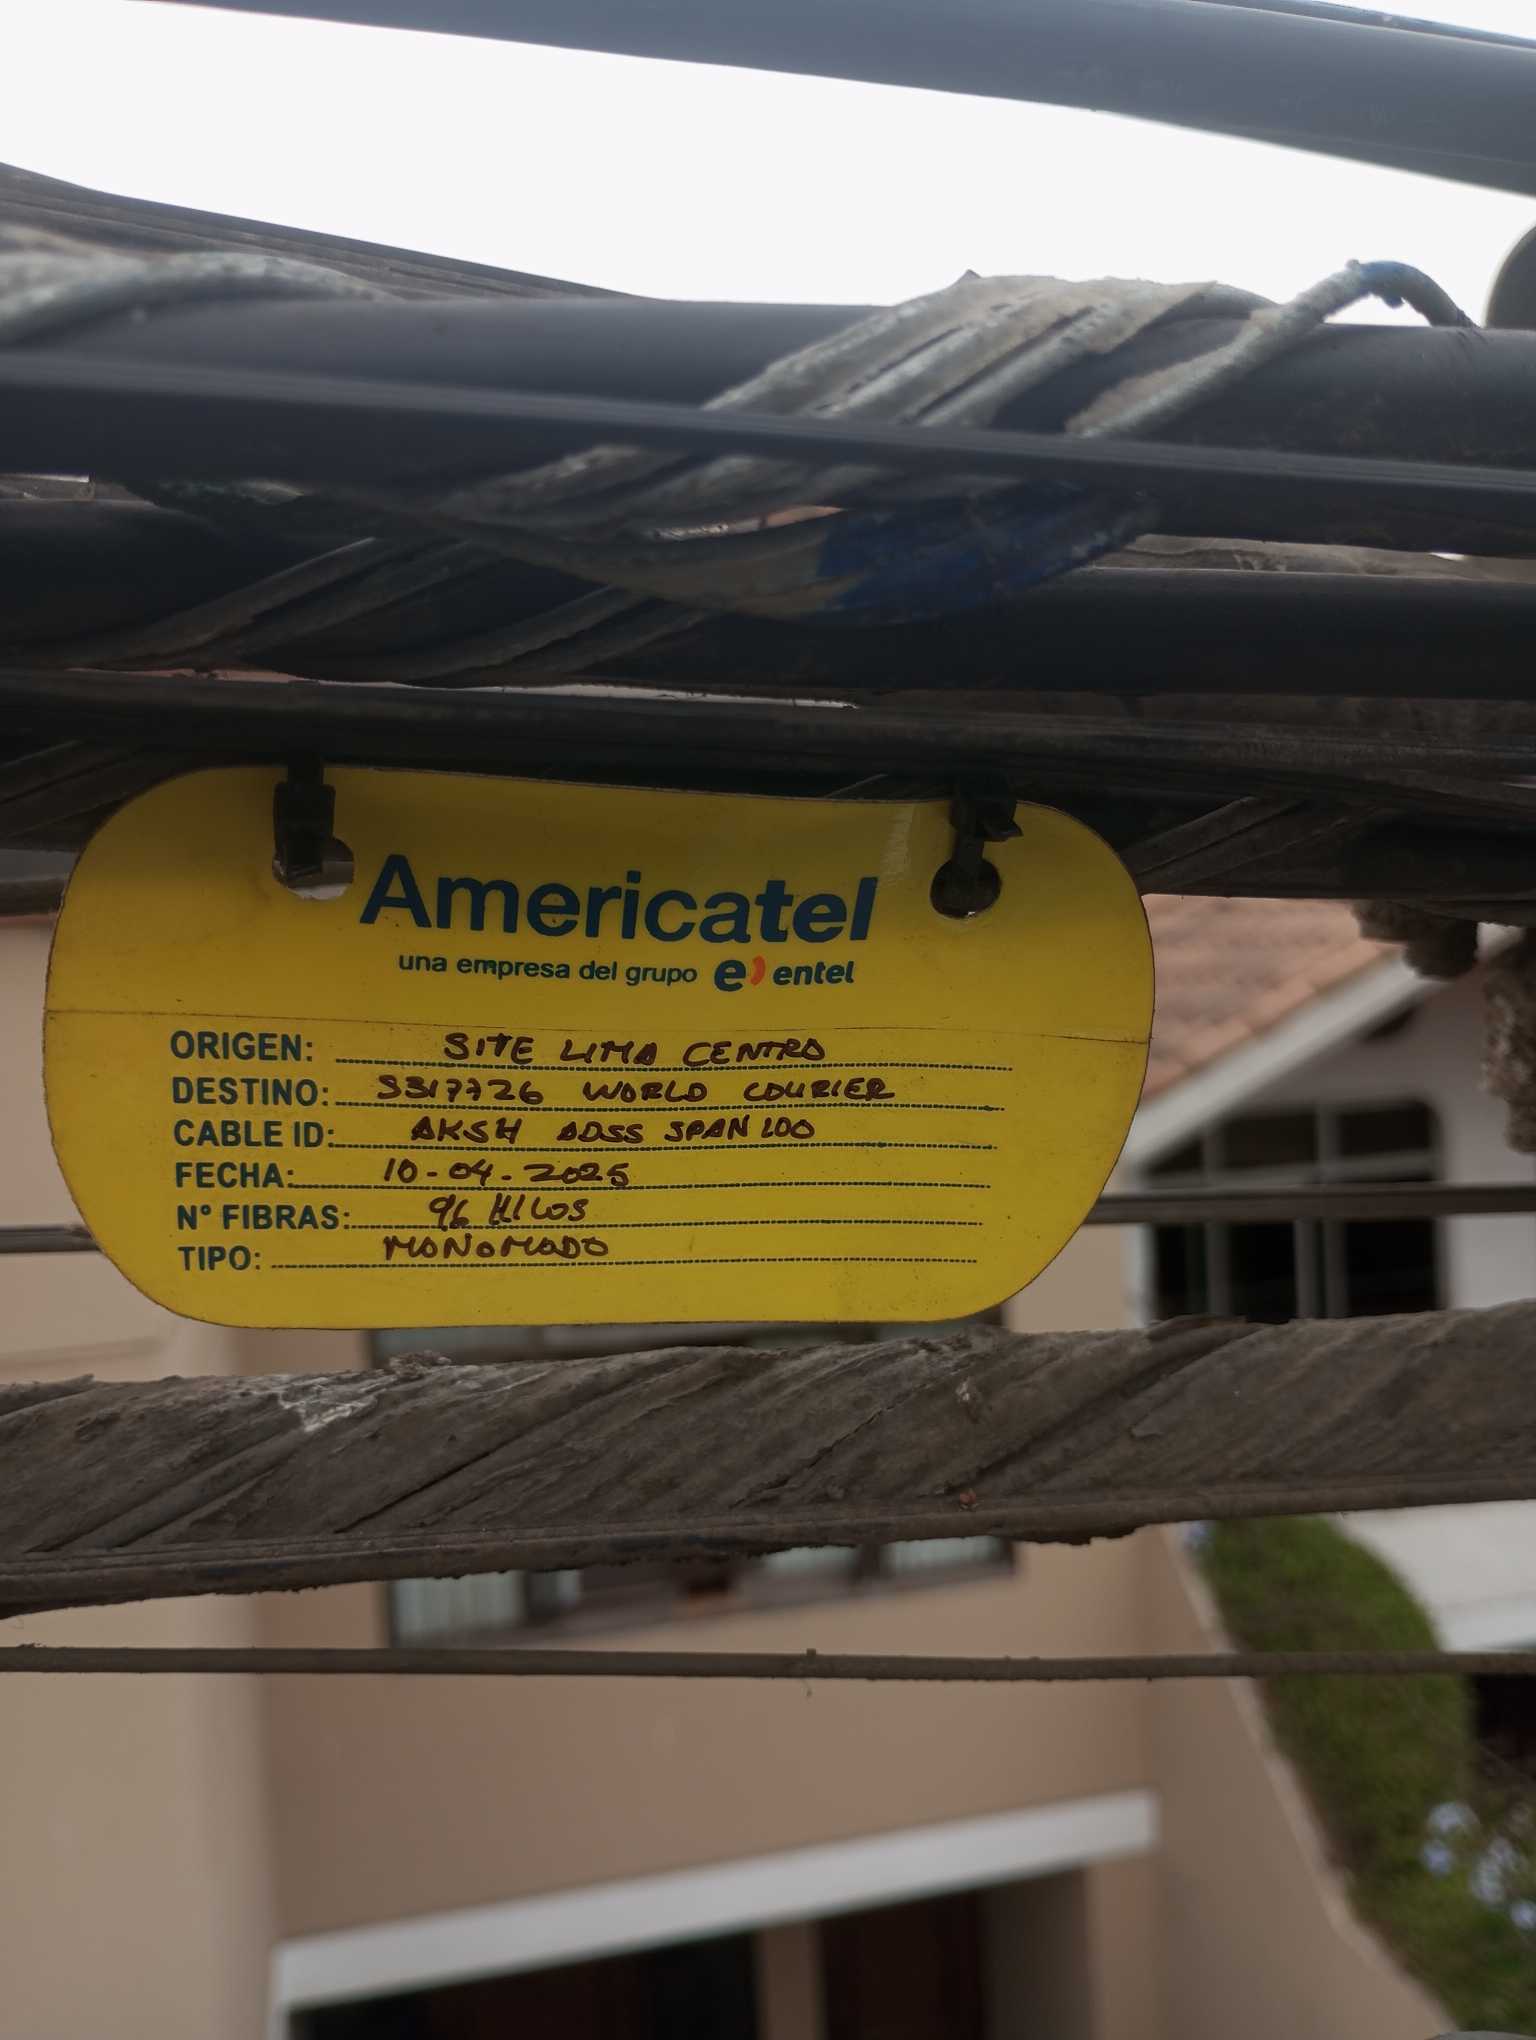 Americatel
una empresa del grupo e) entel
ORIGEN: SITE LIMA CENTRO
DESTINO: 3317726 WORLD COURIER
CABLE ID: AKSH ADSS SPAN 100
FECHA: 10-04-2025
N° FIBRAS: 96 HILOS
TIPO: MONOMODO